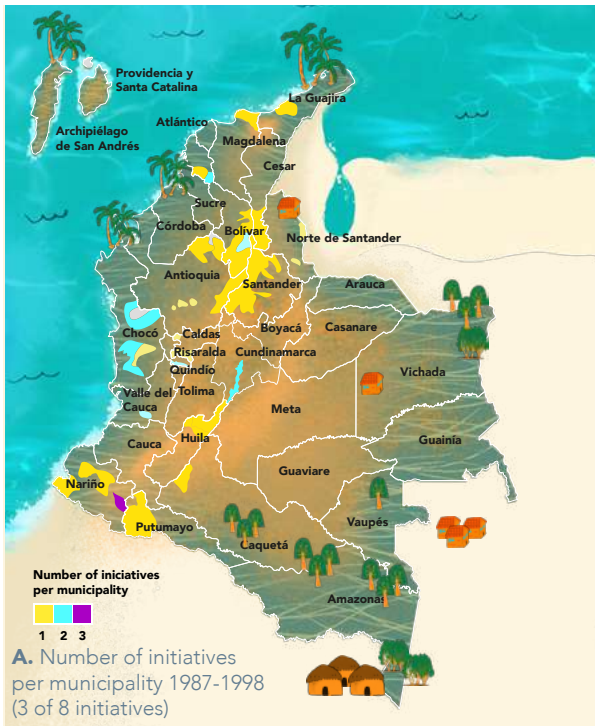 Providencia y
Santa Catalina
La Guajira
Archipiélago
de San Andrés
Atlántico
Magdalena
Cesar
Sucre
Córdoba
Bolívar
Norte de Santander
Antioquia
Santander
Arauca
Chocó
Caldas
Boyacá
Casanare
Risaralda
Cundinamarca
Quindío
Vichada
Valle del
Cauca
Tolima
Meta
Cauca
Huila
Guainía
Guaviare
Nariño
Putumayo
Vaupés
Caquetá
Amazonas
Number of iniciatives
per municipality
1 2 3
A. Number of initiatives
per municipality 1987-1998
(3 of 8 initiatives)